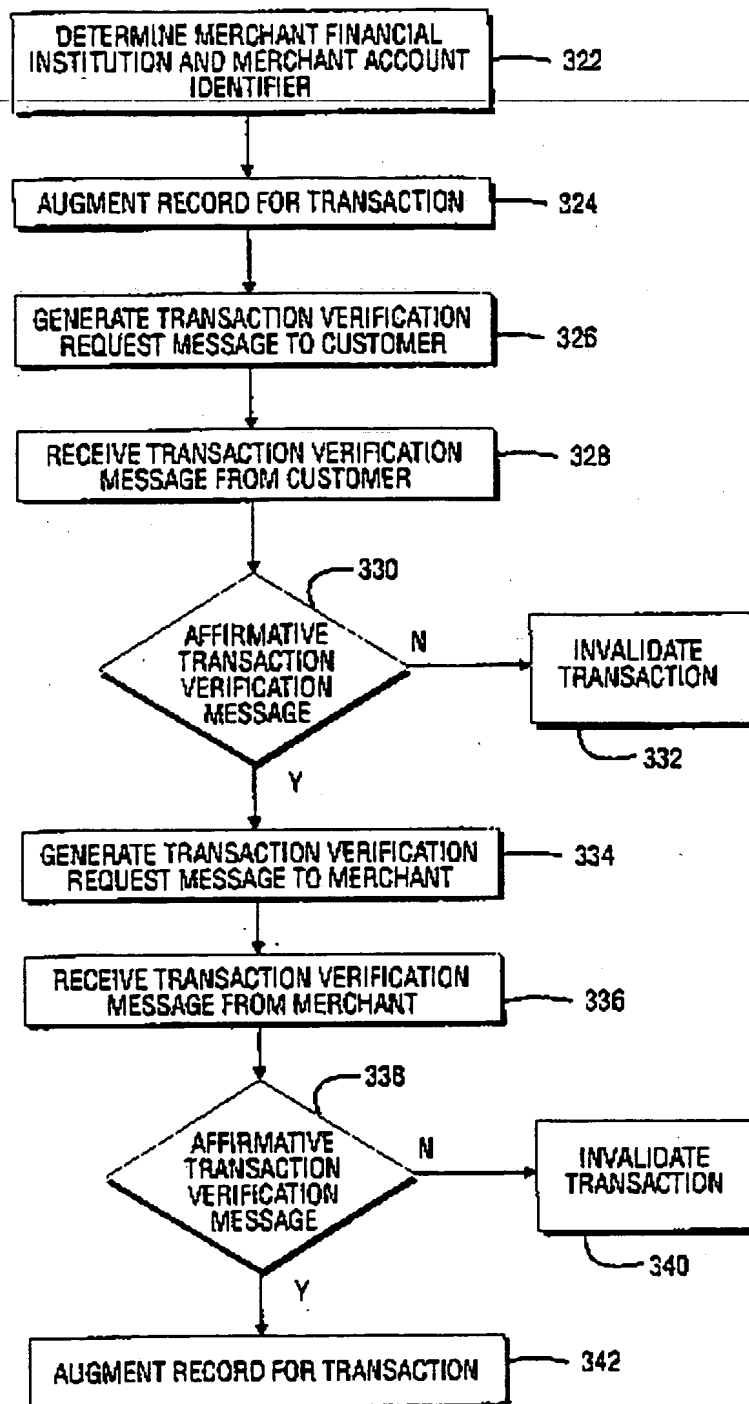 DETERMINE MERCHANT FINANCIAL
INSTITUTION AND MERCHANT ACCOUNT
IDENTIFIER
322
AUGMENT RECORD FOR TRANSACTION
324
GENERATE TRANSACTION VERIFICATION
REQUEST MESSAGE TO CUSTOMER
326
RECEIVE TRANSACTION VERIFICATION
MESSAGE FROM CUSTOMER
328
330
AFFIRMATIVE
TRANSACTION
VERIFICATION
MESSAGE
N
INVALIDATE
TRANSACTION
332
Y
GENERATE TRANSACTION VERIFICATION
REQUEST MESSAGE TO MERCHANT
334
RECEIVE TRANSACTION VERIFICATION
MESSAGE FROM MERCHANT
336
338
AFFIRMATIVE
TRANSACTION
VERIFICATION
MESSAGE
N
INVALIDATE
TRANSACTION
340
Y
AUGMENT RECORD FOR TRANSACTION
342